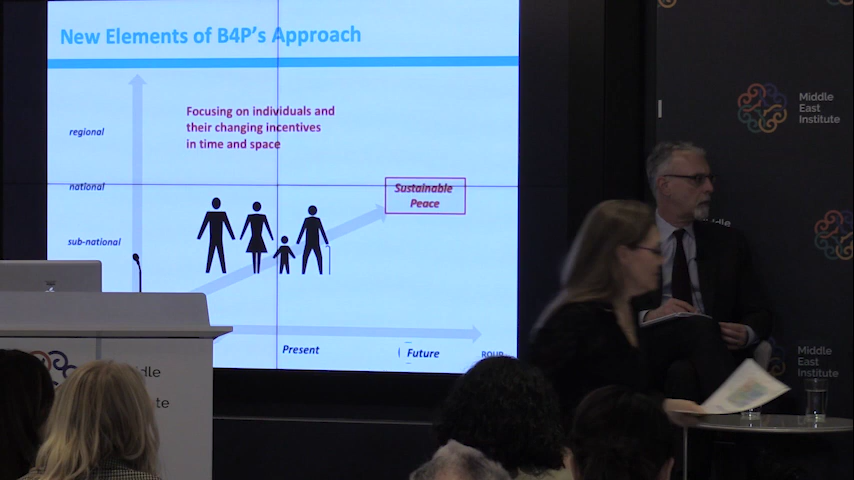 New Elements of B4P's Approach
Focusing on individuals and
their changing incentives
in time and space
regional
national
sub-national
Sustainable
Peace
Present
Future
Middle
East
Institute
Middle
East
Institute